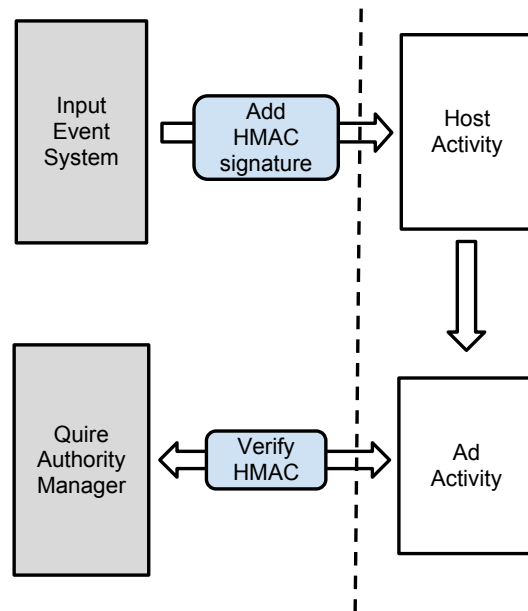 Input
Event
System
Add
HMAC
signature
Host
Activity
Quire
Authority
Manager
Verify
HMAC
Ad
Activity